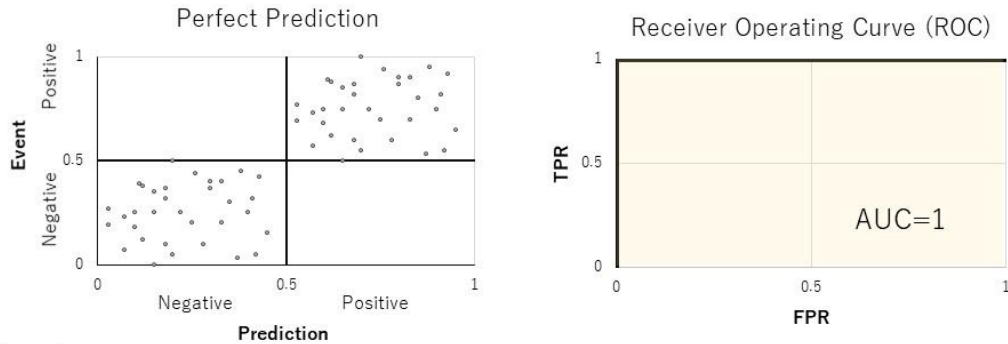 Perfect Prediction
1
0.5
0
Positive
Negative
Event
0
0.5
1
Negative
Positive
Prediction
Receiver Operating Curve (ROC)
1
0.5
0
TPR
AUC=1
0
0.5
1
FPR